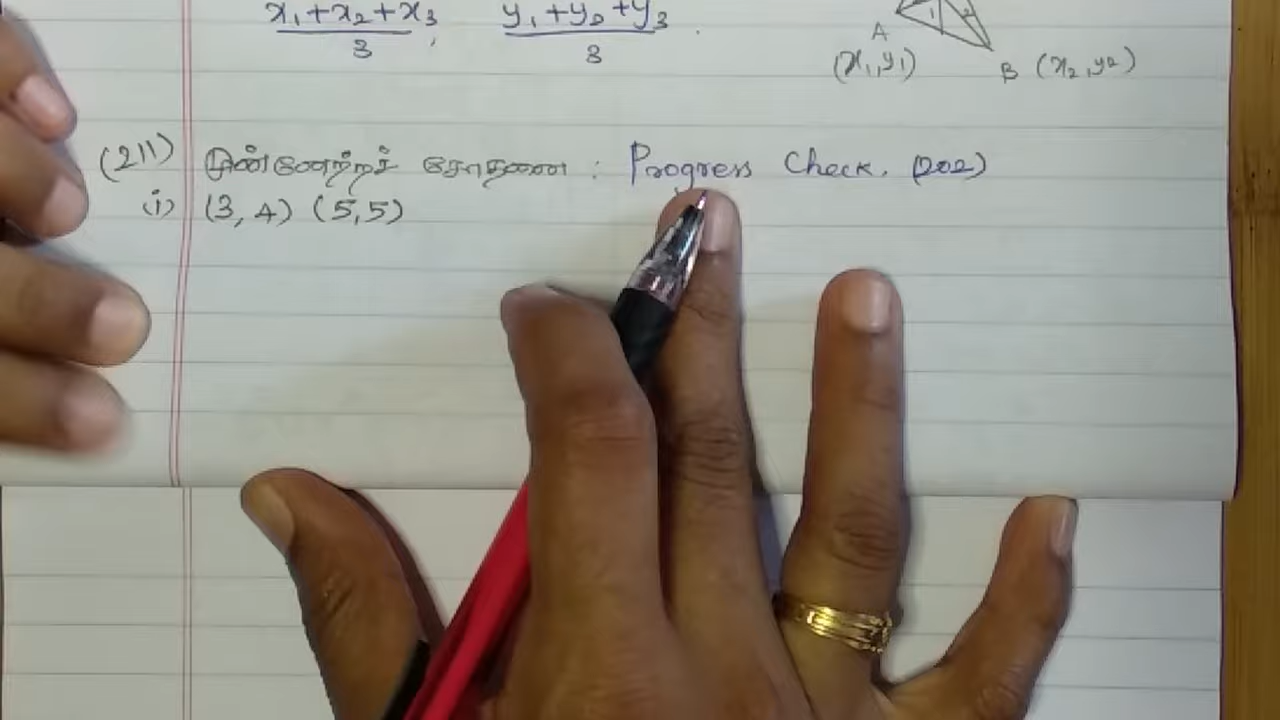 x₁+x₂+x₃ / 3 , y₁+y₂+y₃ / 3 .
A
(x₁,y₁)
B (x₂,y₂)
(211) முன்னேற்றச் சோதனை : Progress Check. (202)
(i) (3,4) (5,5)